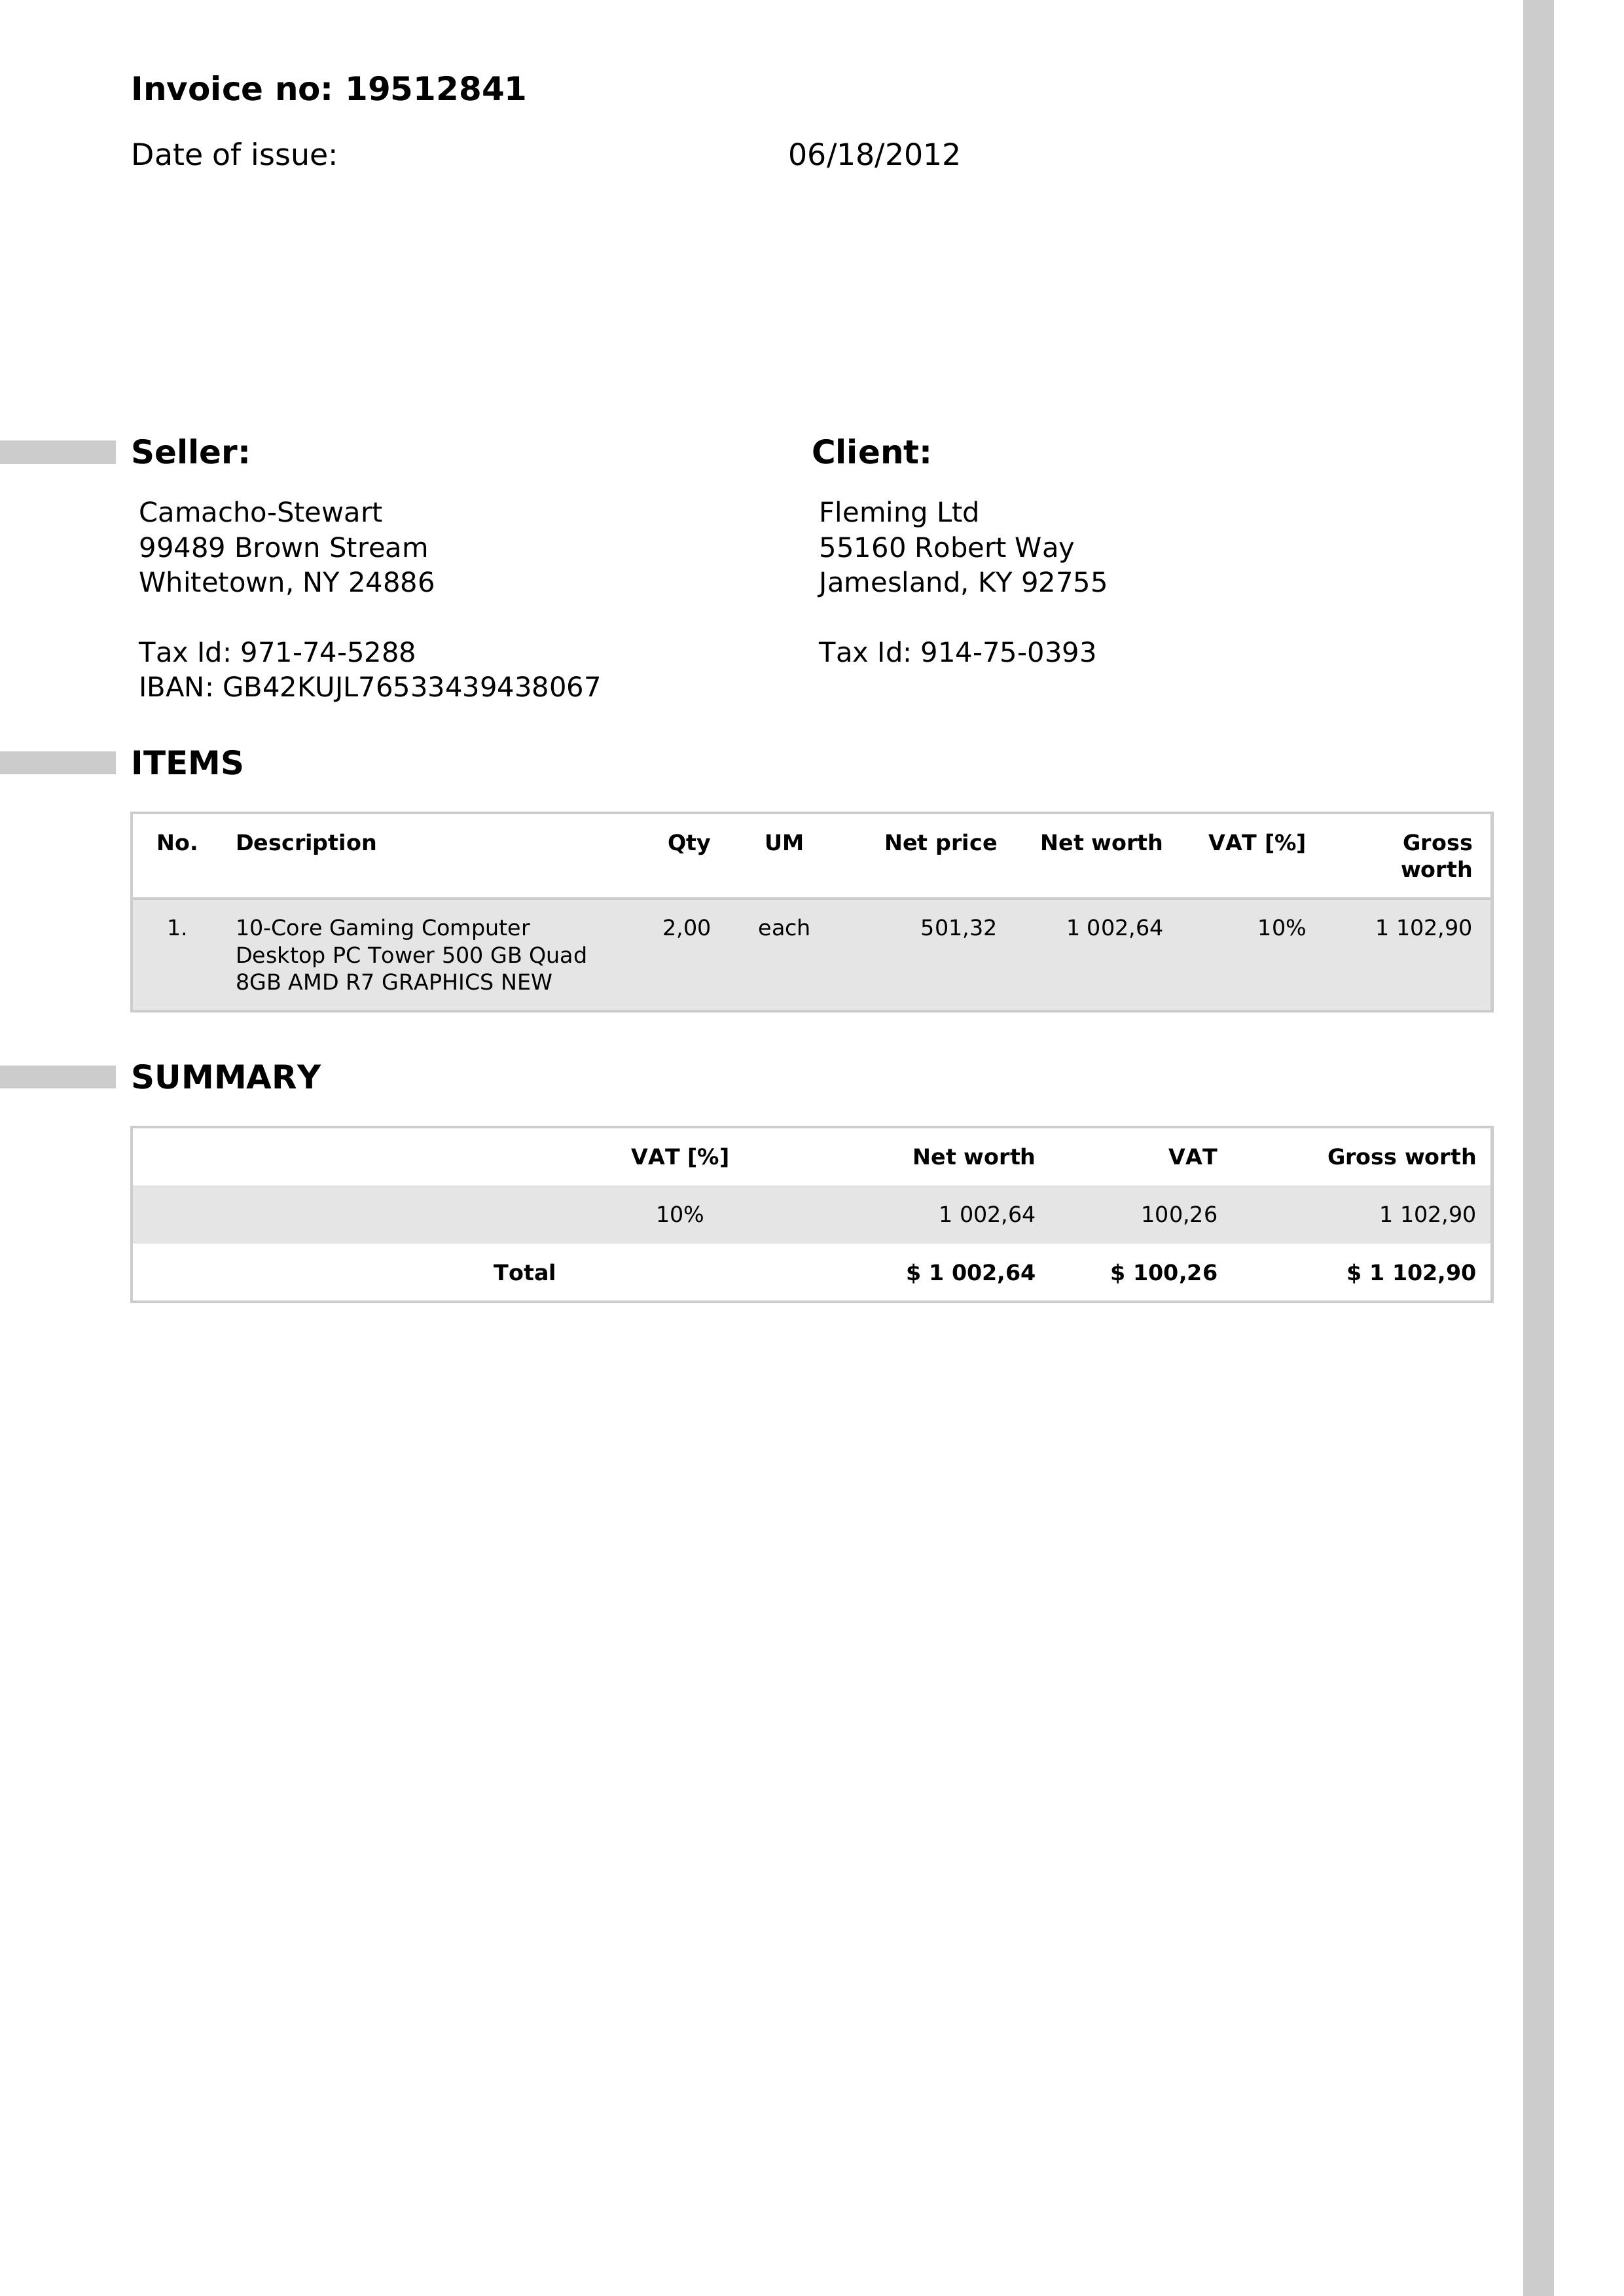 Invoice no: 19512841
Date of issue: 06/18/2012
Seller:
Camacho-Stewart
99489 Brown Stream
Whitetown, NY 24886
Tax Id: 971-74-5288
IBAN: GB42KUJL76533439438067
Client:
Fleming Ltd
55160 Robert Way
Jamesland, KY 92755
Tax Id: 914-75-0393
ITEMS
No. Description Qty UM Net price Net worth VAT [%] Gross
worth
1. 10-Core Gaming Computer 2,00 each 501,32 1 002,64 10% 1 102,90
Desktop PC Tower 500 GB Quad
8GB AMD R7 GRAPHICS NEW
SUMMARY
VAT [%] Net worth VAT Gross worth
10% 1 002,64 100,26 1 102,90
Total $ 1 002,64 $ 100,26 $ 1 102,90